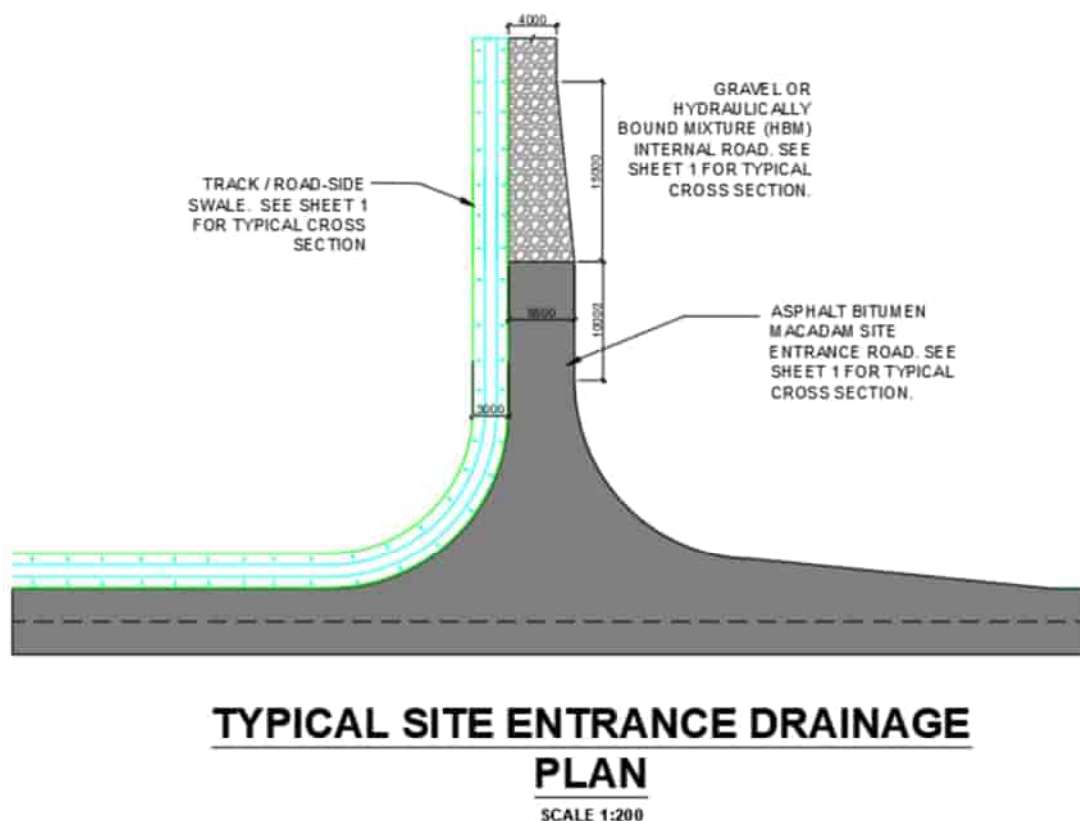 4000
GRAVEL OR
HYDRAULICALLY
BOUND MIXTURE (HBM)
INTERNAL ROAD. SEE
SHEET 1 FOR TYPICAL
CROSS SECTION.
15000
TRACK / ROAD-SIDE
SWALE. SEE SHEET 1
FOR TYPICAL CROSS
SECTION
5500
10000
ASPHALT BITUMEN
MACADAM SITE
ENTRANCE ROAD. SEE
SHEET 1 FOR TYPICAL
CROSS SECTION.
3000
TYPICAL SITE ENTRANCE DRAINAGE
PLAN
SCALE 1:200